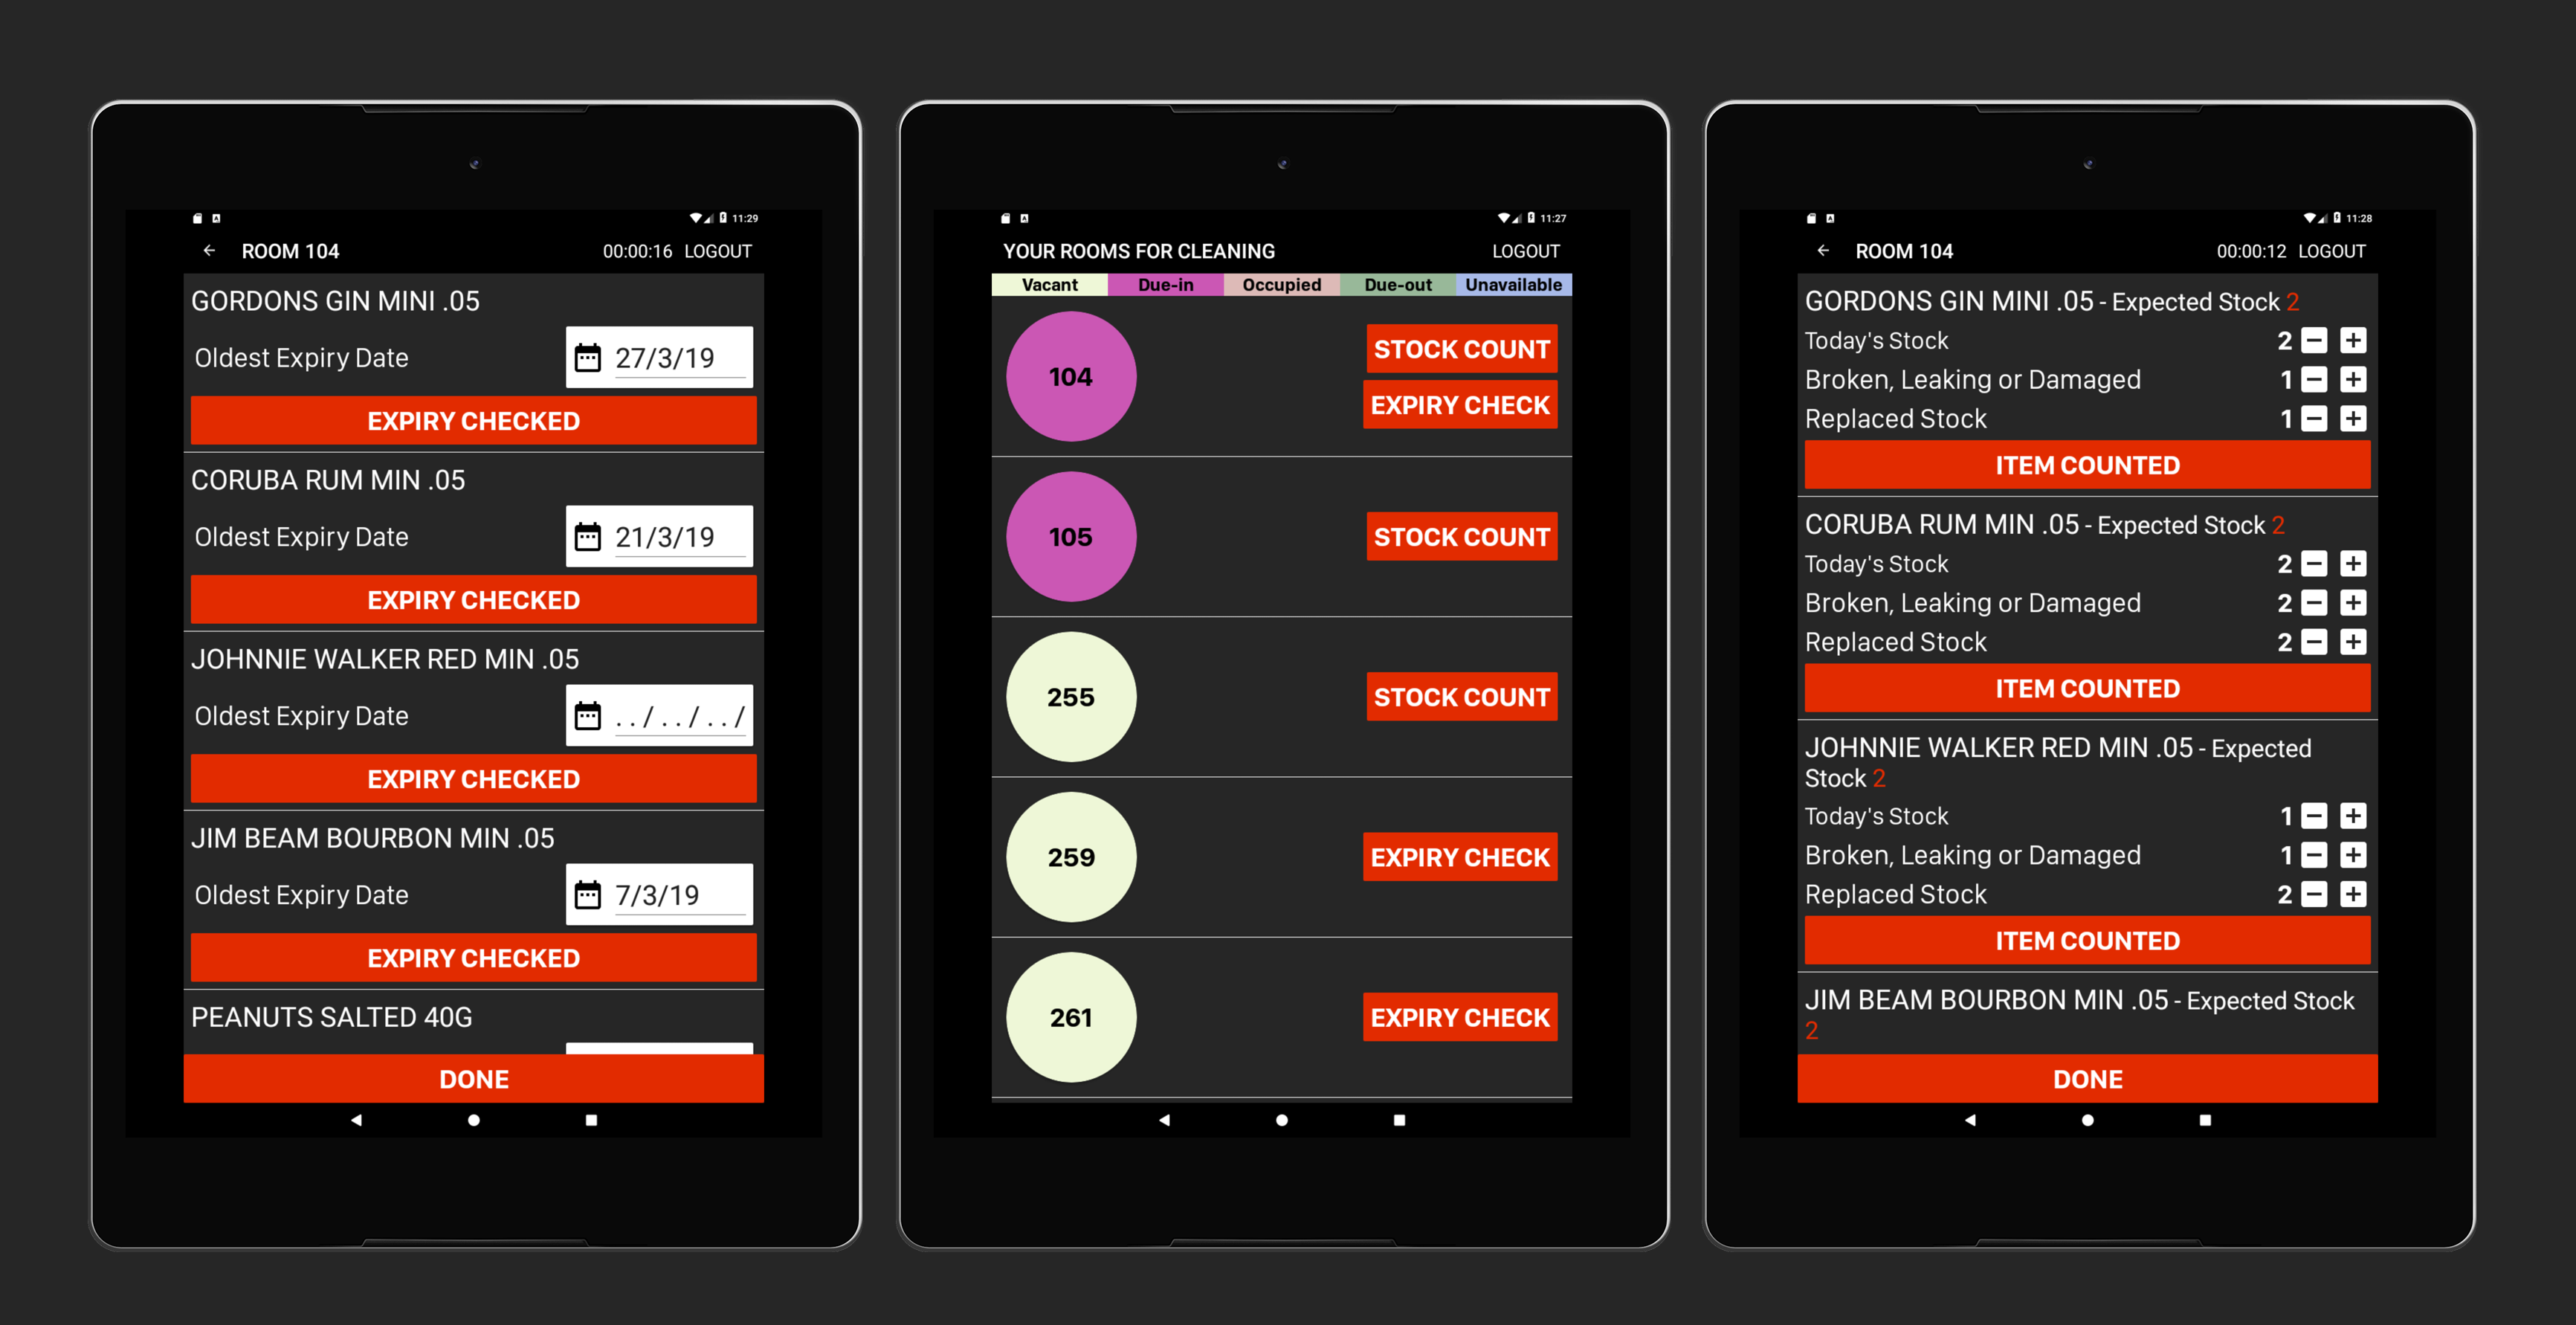 11:29
ROOM 104 00:00:16 LOGOUT
GORDONS GIN MINI .05
Oldest Expiry Date 27/3/19
EXPIRY CHECKED
CORUBA RUM MIN .05
Oldest Expiry Date 21/3/19
EXPIRY CHECKED
JOHNNIE WALKER RED MIN .05
Oldest Expiry Date . . / . . / . . /
EXPIRY CHECKED
JIM BEAM BOURBON MIN .05
Oldest Expiry Date 7/3/19
EXPIRY CHECKED
PEANUTS SALTED 40G
DONE
11:27
YOUR ROOMS FOR CLEANING LOGOUT
Vacant Due-in Occupied Due-out Unavailable
104 STOCK COUNT
EXPIRY CHECK
105 STOCK COUNT
255 STOCK COUNT
259 EXPIRY CHECK
261 EXPIRY CHECK
11:28
ROOM 104 00:00:12 LOGOUT
GORDONS GIN MINI .05 - Expected Stock 2
Today's Stock 2 − +
Broken, Leaking or Damaged 1 − +
Replaced Stock 1 − +
ITEM COUNTED
CORUBA RUM MIN .05 - Expected Stock 2
Today's Stock 2 − +
Broken, Leaking or Damaged 2 − +
Replaced Stock 2 − +
ITEM COUNTED
JOHNNIE WALKER RED MIN .05 - Expected
Stock 2
Today's Stock 1 − +
Broken, Leaking or Damaged 1 − +
Replaced Stock 2 − +
ITEM COUNTED
JIM BEAM BOURBON MIN .05 - Expected Stock
2
DONE